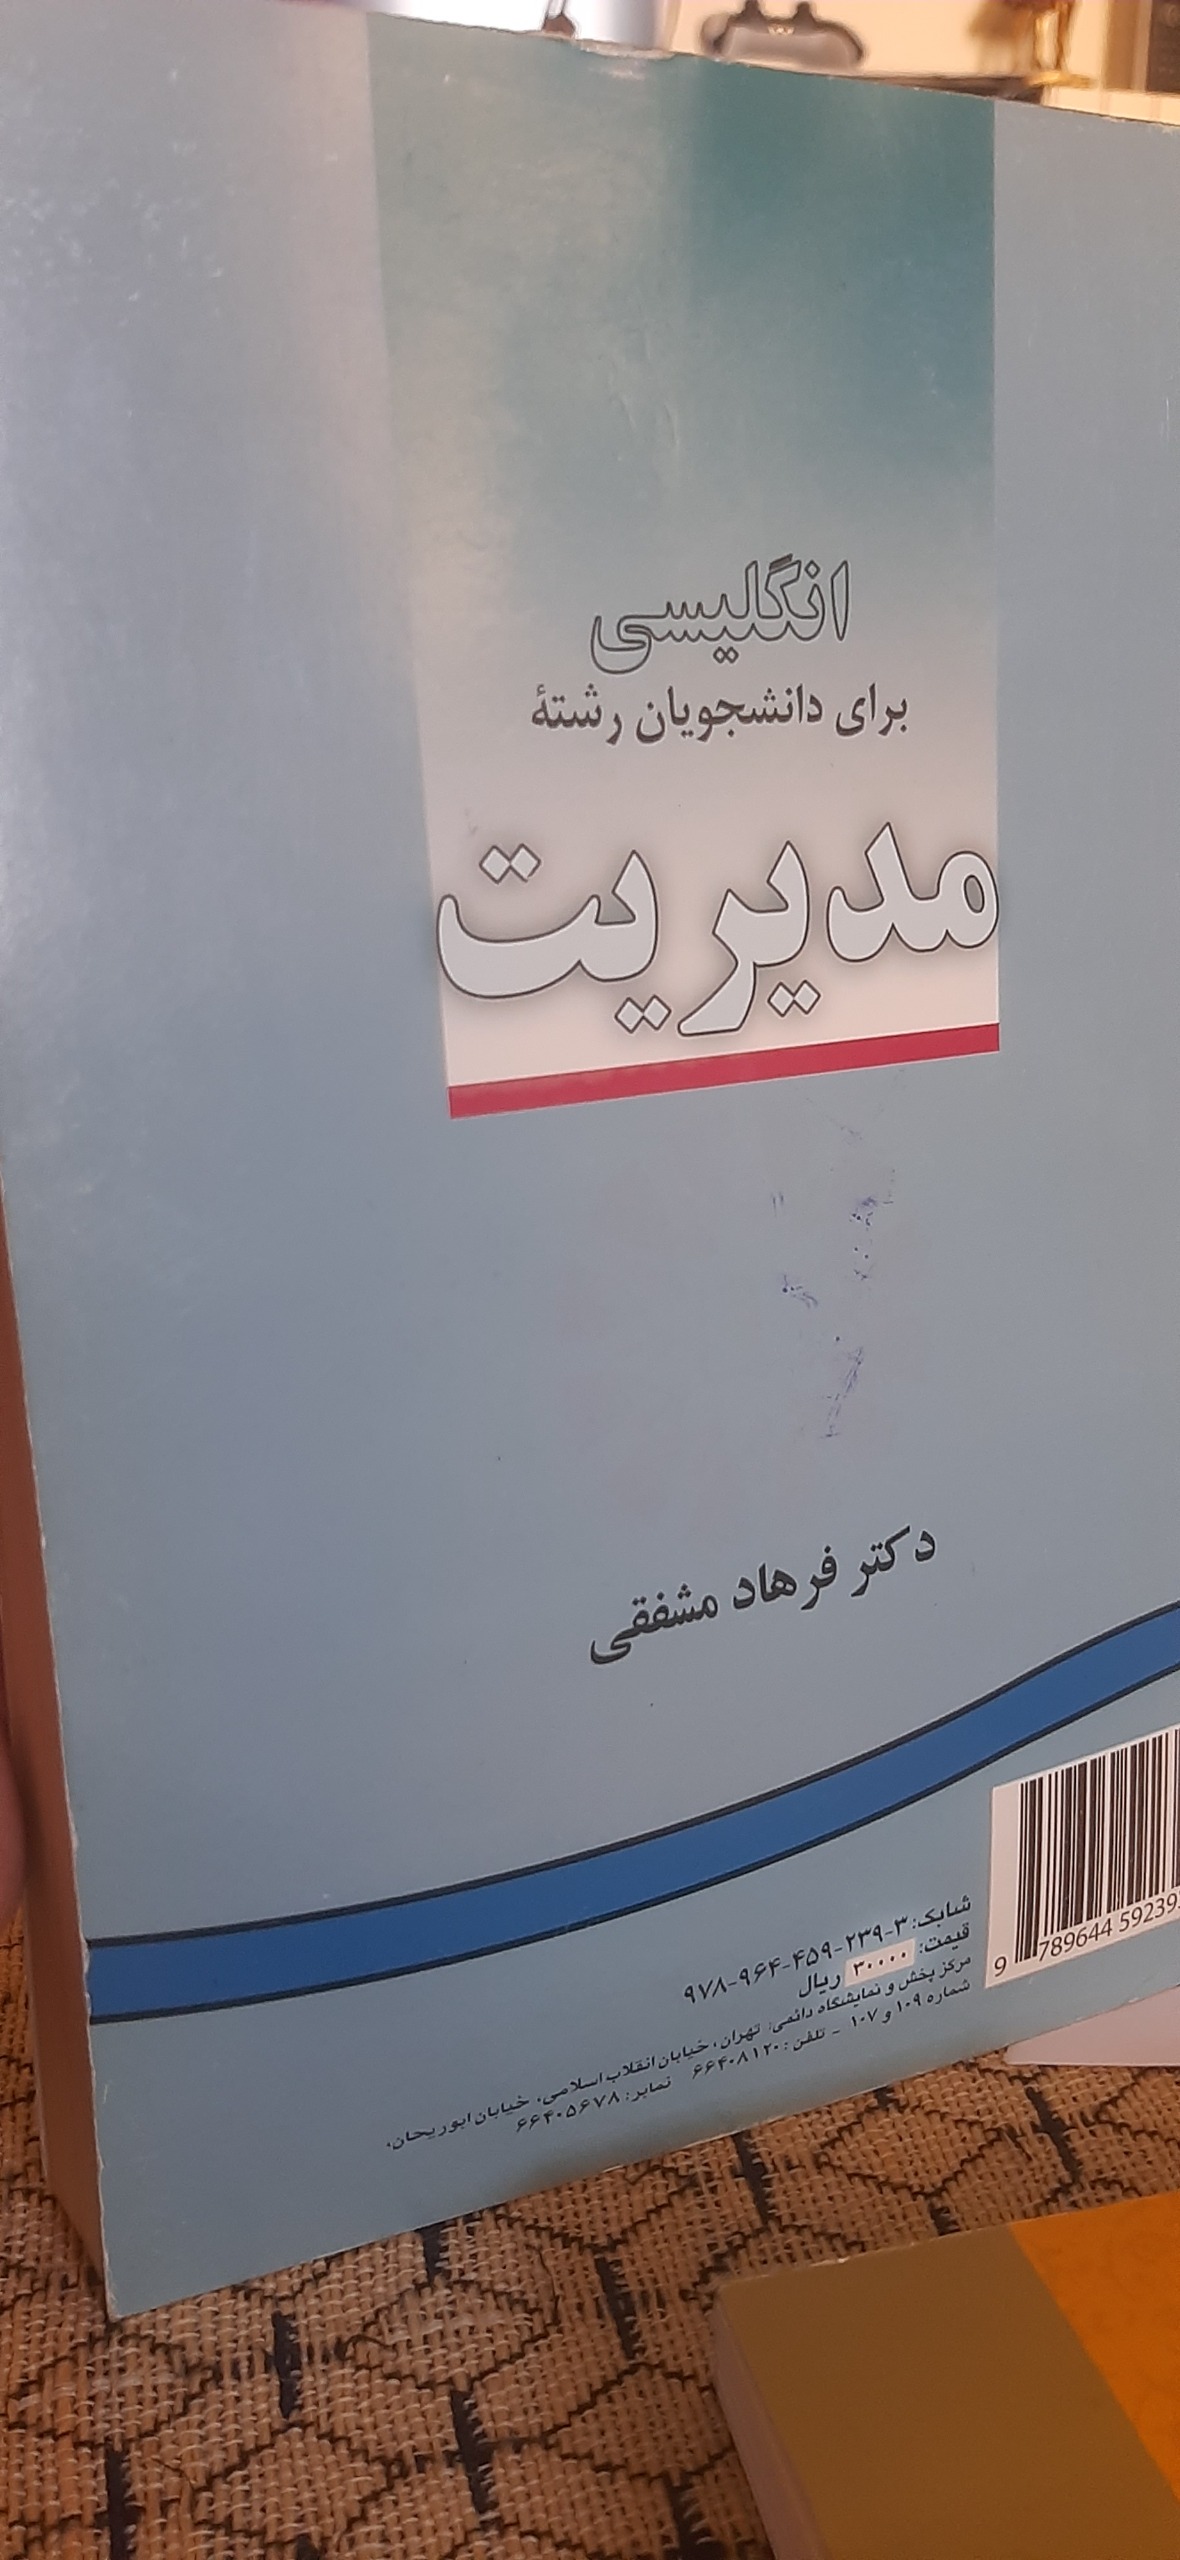 انگلیسی
برای دانشجویان رشتهٔ
مدیریت
دکتر فرهاد مشفقی
شابک: ۳-۲۳۹-۴۵۹-۹۶۴-۹۷۸
قیمت: ۳۰۰۰۰ ریال
مرکز پخش و نمایشگاه دائمی: تهران، خیابان انقلاب اسلامی، خیابان ابوریحان،
شماره ۱۰۹ و ۱۰۷ - تلفن: ۶۶۴۰۸۱۲۰ نمابر: ۶۶۴۰۵۶۷۸
9 789644 592393